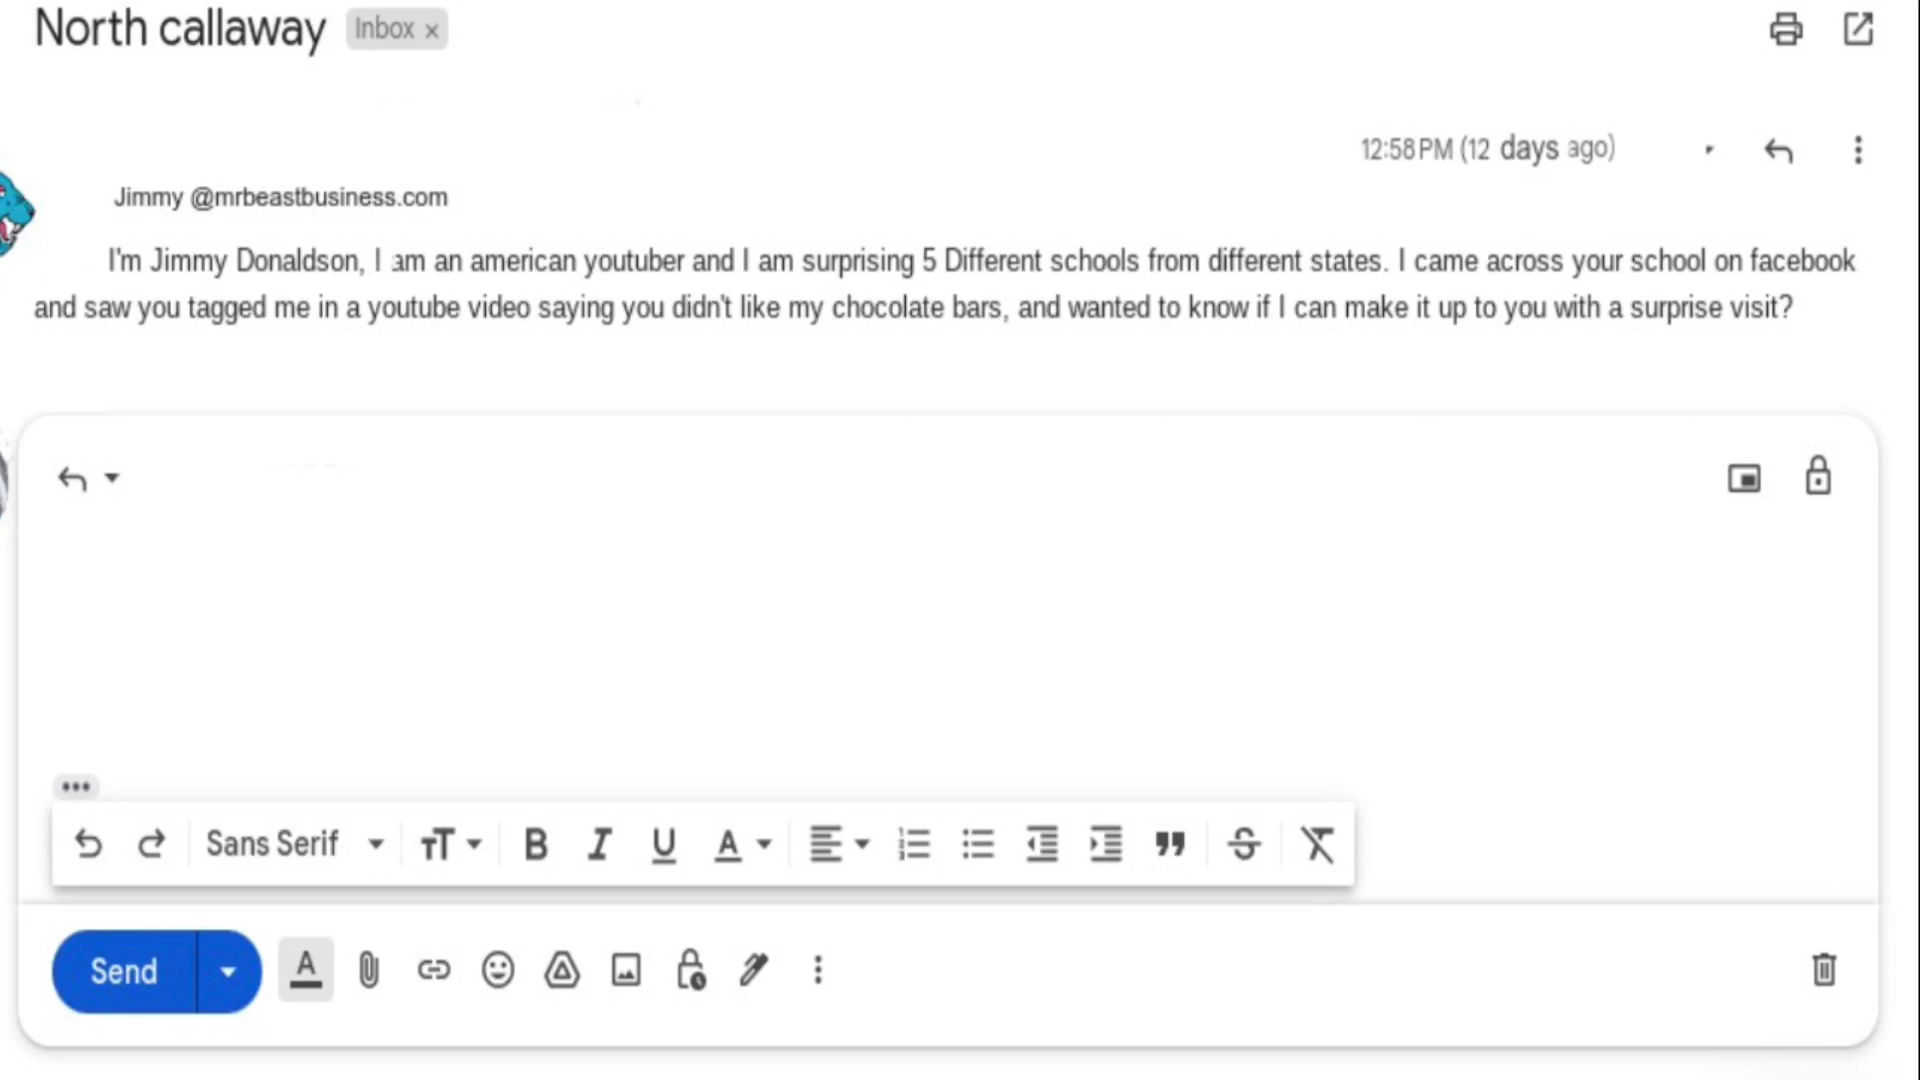 North callaway Inbox ×
12:58 PM (12 days ago)
Jimmy @mrbeastbusiness.com
I'm Jimmy Donaldson, I am an american youtuber and I am surprising 5 Different schools from different states. I came across your school on facebook
and saw you tagged me in a youtube video saying you didn't like my chocolate bars, and wanted to know if I can make it up to you with a surprise visit?
Sans Serif
Send